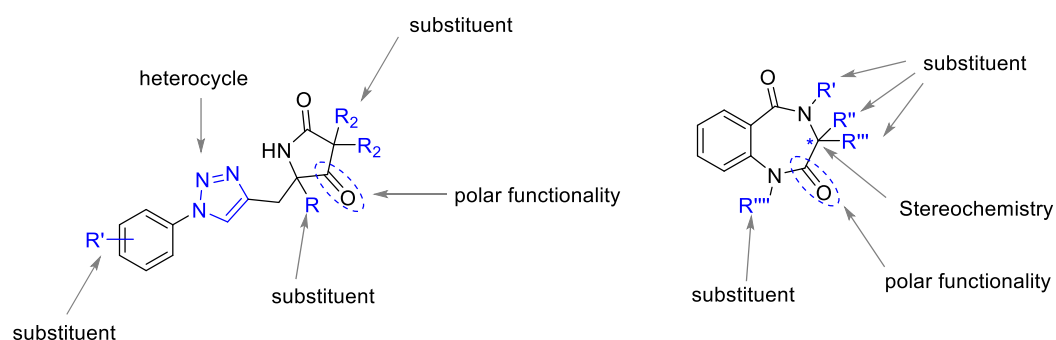 substituent
heterocycle
substituent
O
O
R'
R₂
R''
HN
R₂
N
R'''
N
N
*
N
O
N
O
polar functionality
R
N
R''''
Stereochemistry
R'
polar functionality
substituent
substituent
substituent